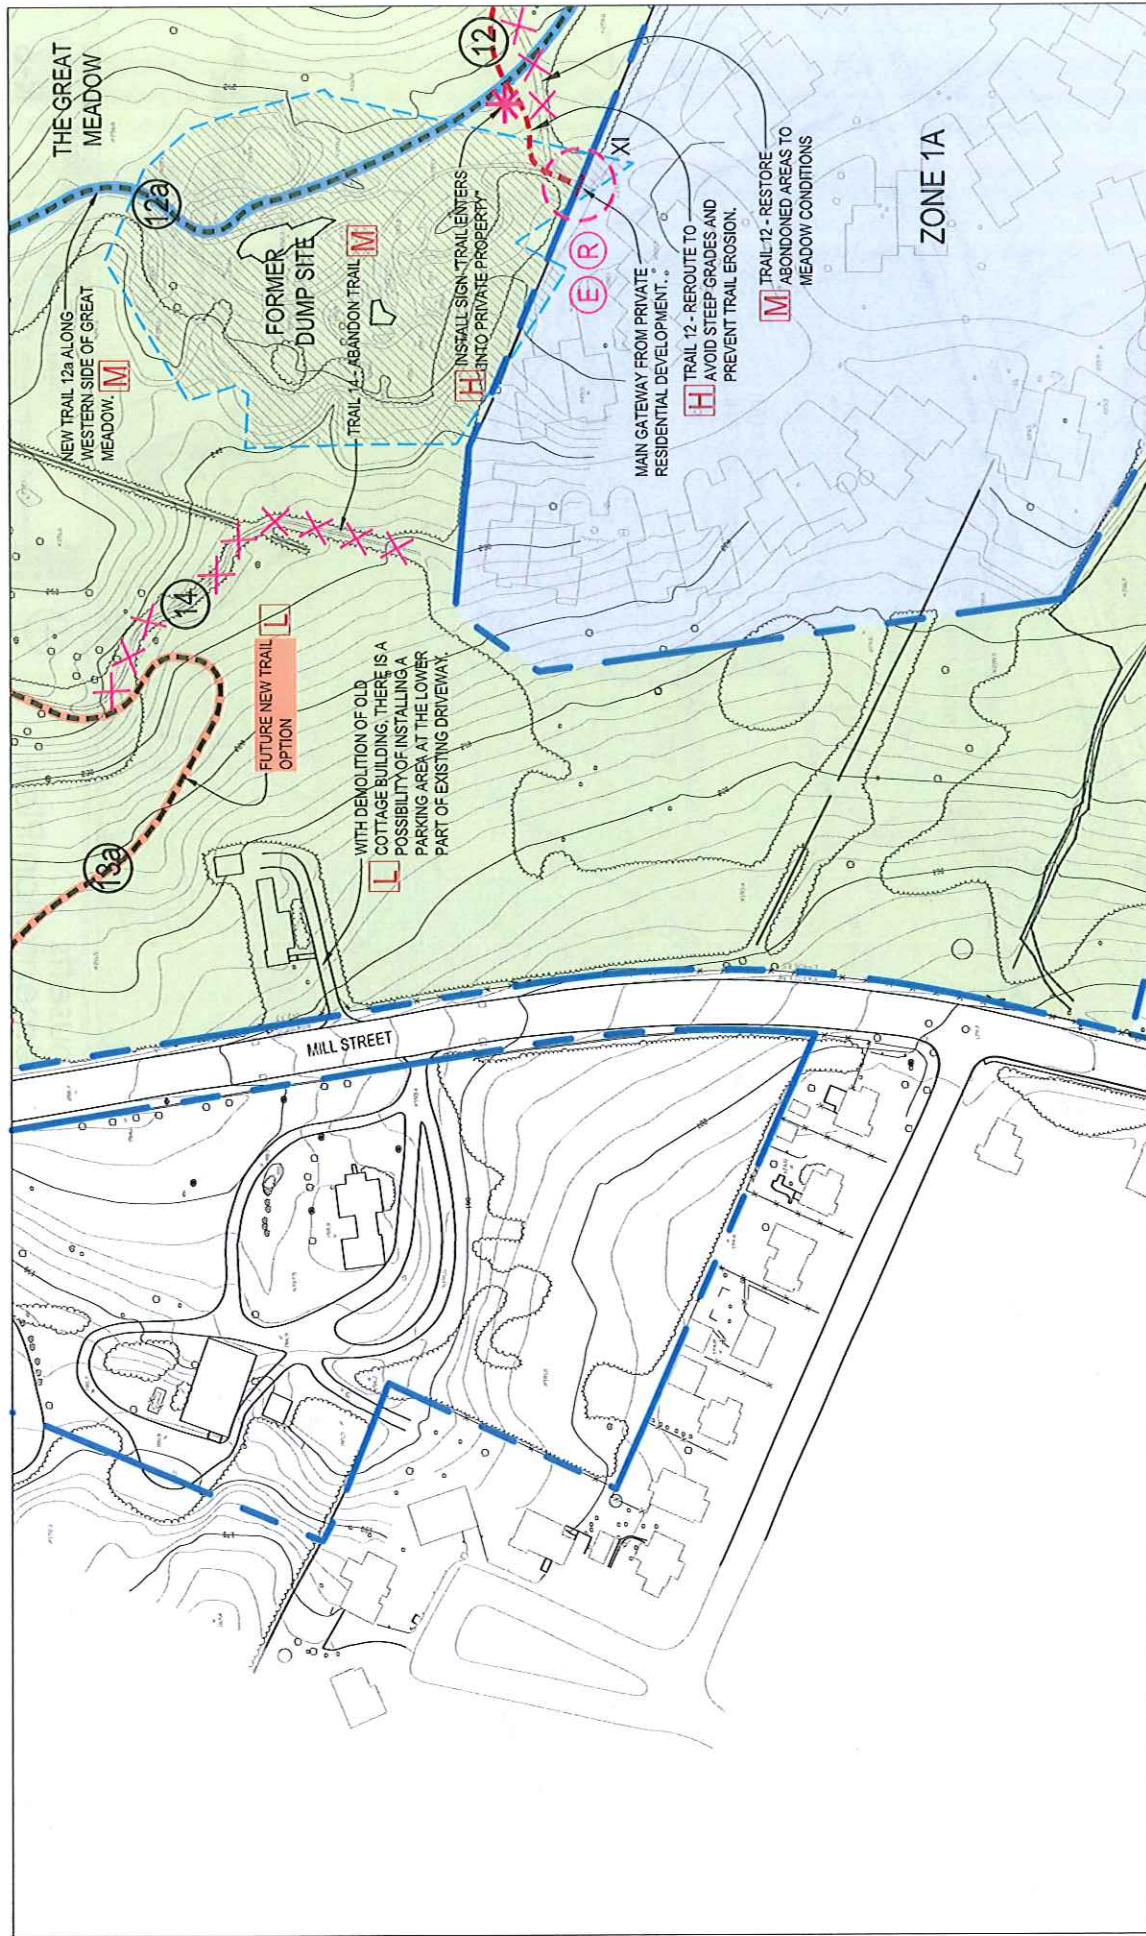 THE GREAT
MEADOW
12
12a
NEW TRAIL 12a ALONG
WESTERN SIDE OF GREAT
MEADOW. M
FORMER
DUMP SITE
TRAIL 14 - ABANDON TRAIL M
H INSTALL SIGN "TRAIL ENTERS
INTO PRIVATE PROPERTY"
XI
E R
MAIN GATEWAY FROM PRIVATE
RESIDENTIAL DEVELOPMENT.
H TRAIL 12 - REROUTE TO
AVOID STEEP GRADES AND
PREVENT TRAIL EROSION.
M TRAIL 12 - RESTORE
ABANDONED AREAS TO
MEADOW CONDITIONS
ZONE 1A
14
FUTURE NEW TRAIL L
OPTION
13a
L WITH DEMOLITION OF OLD
COTTAGE BUILDING, THERE IS A
POSSIBILITY OF INSTALLING A
PARKING AREA AT THE LOWER
PART OF EXISTING DRIVEWAY.
MILL STREET